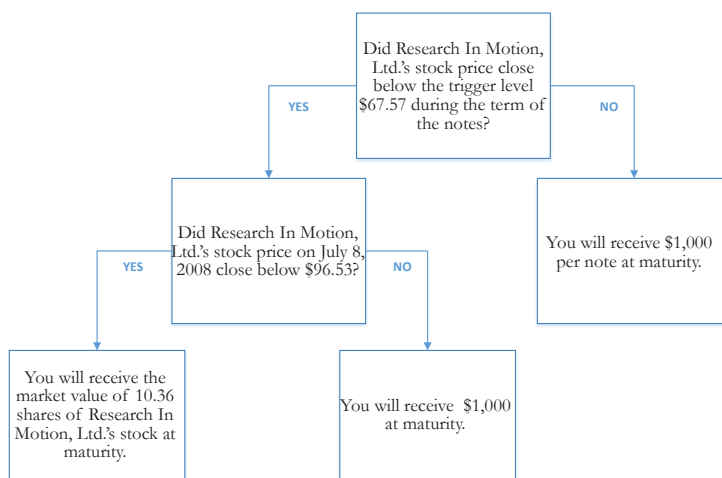 Did Research In Motion,
Ltd.'s stock price close
below the trigger level
$67.57 during the term of
the notes?
YES
NO
Did Research In Motion,
Ltd.'s stock price on July 8,
2008 close below $96.53?
You will receive $1,000
per note at maturity.
YES
NO
You will receive the
market value of 10.36
shares of Research In
Motion, Ltd.'s stock at
maturity.
You will receive $1,000
at maturity.